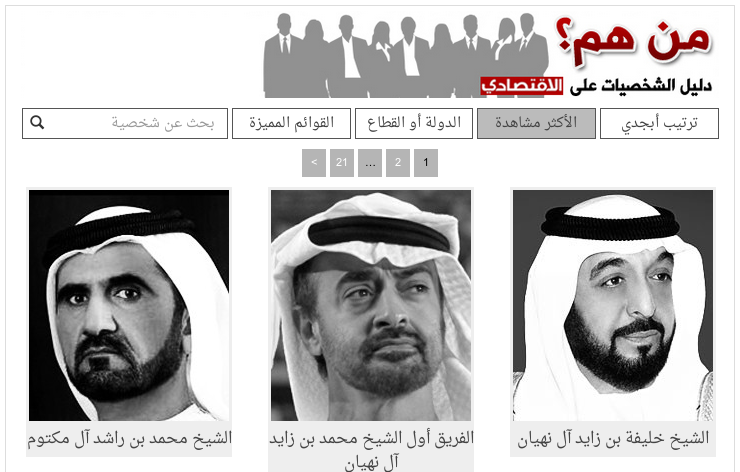 من هم؟
دليل الشخصيات على الاقتصادي
ترتيب أبجدي
الأكثر مشاهدة
الدولة أو القطاع
القوائم المميزة
بحث عن شخصية
1 2 ... 21 >
الشيخ خليفة بن زايد آل نهيان
الفريق أول الشيخ محمد بن زايد
آل نهيان
الشيخ محمد بن راشد آل مكتوم